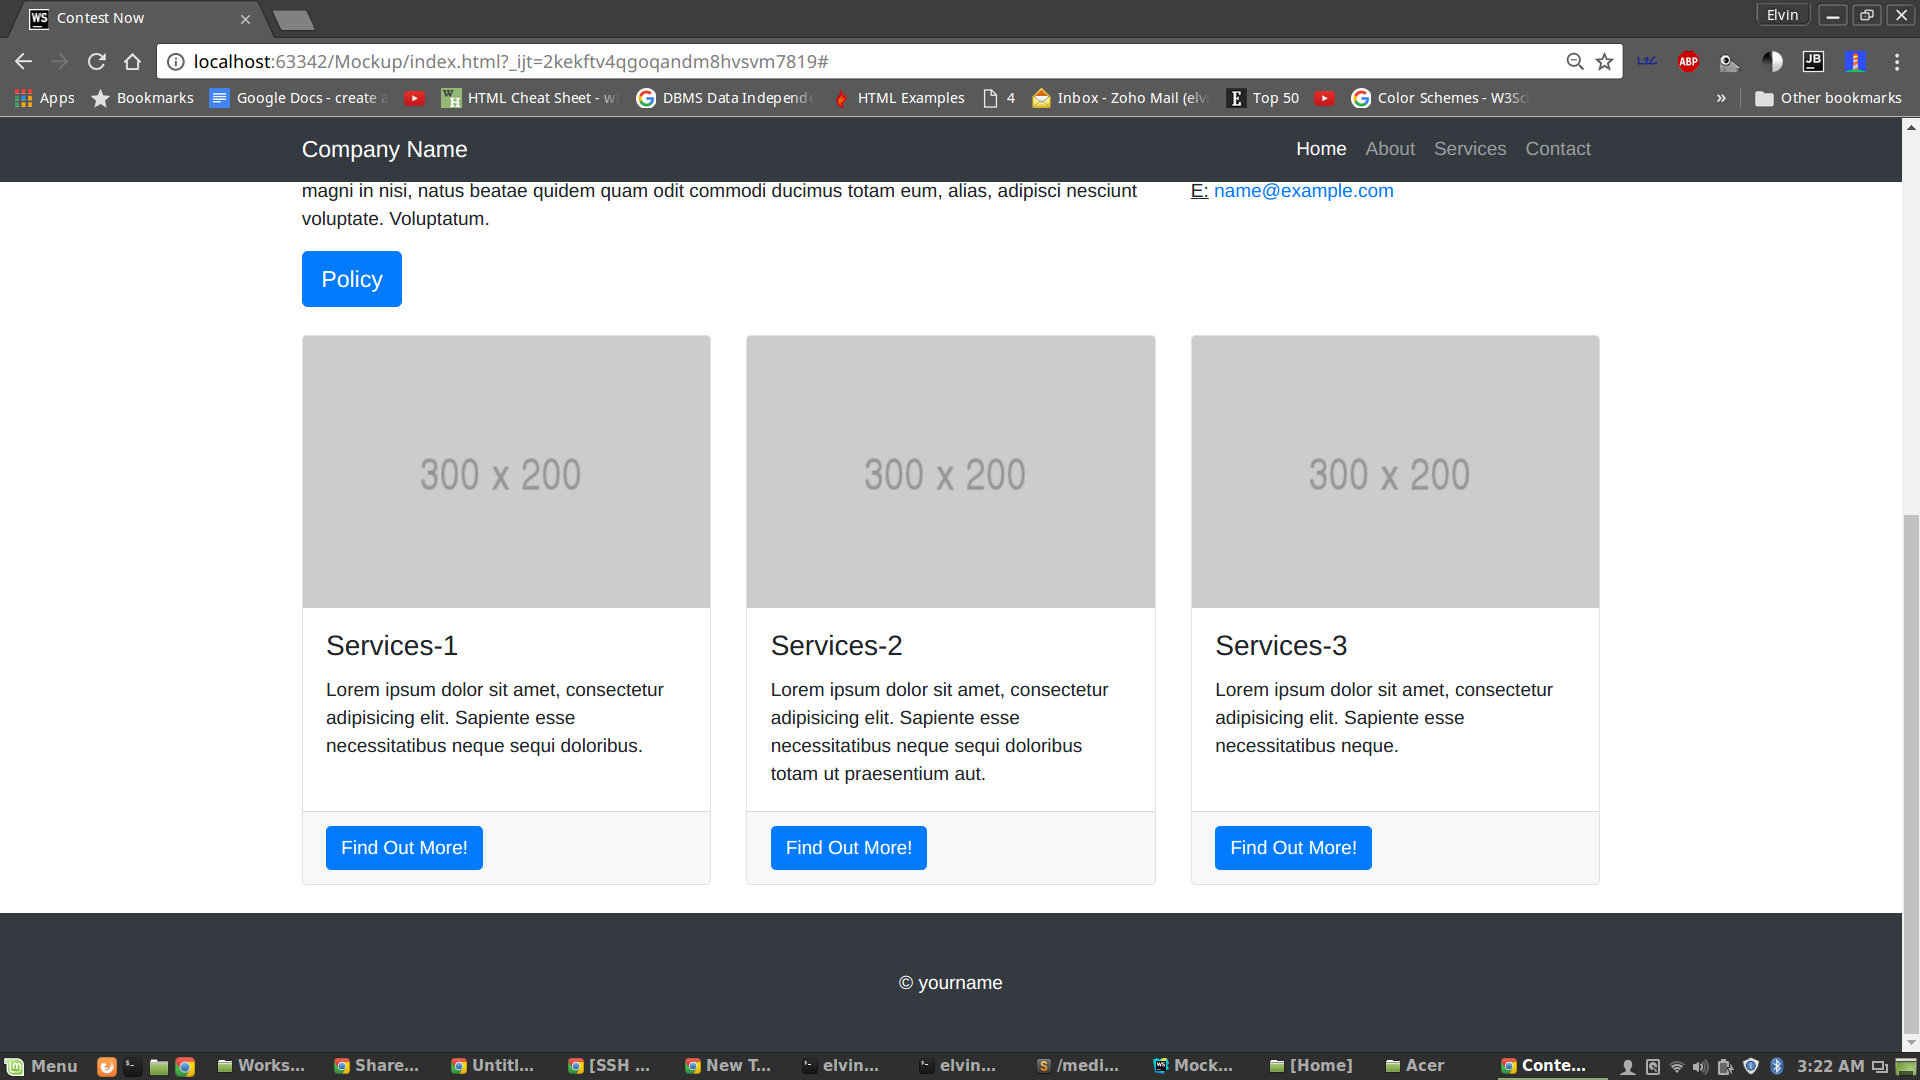 Contest Now
Elvin
localhost:63342/Mockup/index.html?_ijt=2kekftv4qgoqandm8hvsvm7819#
L2C
ABP
JB
Apps
Bookmarks
Google Docs - create a
HTML Cheat Sheet - w
DBMS Data Independ
HTML Examples
4
Inbox - Zoho Mail (elv
Top 50
Color Schemes - W3Sc
»
Other bookmarks
Company Name
Home
About
Services
Contact
magni in nisi, natus beatae quidem quam odit commodi ducimus totam eum, alias, adipisci nesciunt
voluptate. Voluptatum.
E: name@example.com
Policy
300 x 200
300 x 200
300 x 200
Services-1
Lorem ipsum dolor sit amet, consectetur
adipisicing elit. Sapiente esse
necessitatibus neque sequi doloribus.
Find Out More!
Services-2
Lorem ipsum dolor sit amet, consectetur
adipisicing elit. Sapiente esse
necessitatibus neque sequi doloribus
totam ut praesentium aut.
Find Out More!
Services-3
Lorem ipsum dolor sit amet, consectetur
adipisicing elit. Sapiente esse
necessitatibus neque.
Find Out More!
© yourname
Menu
Works...
Share...
Untitl...
[SSH ...
New T...
elvin...
elvin...
/medi...
Mock...
[Home]
Acer
Conte...
3:22 AM